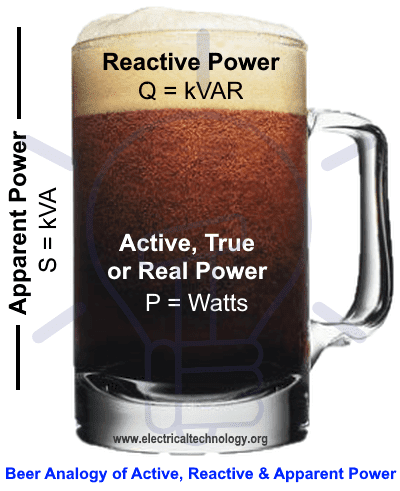 Reactive Power
Q = kVAR
Apparent Power
S = kVA
Active, True
or Real Power
P = Watts
www.electricaltechnology.org
Beer Analogy of Active, Reactive & Apparent Power